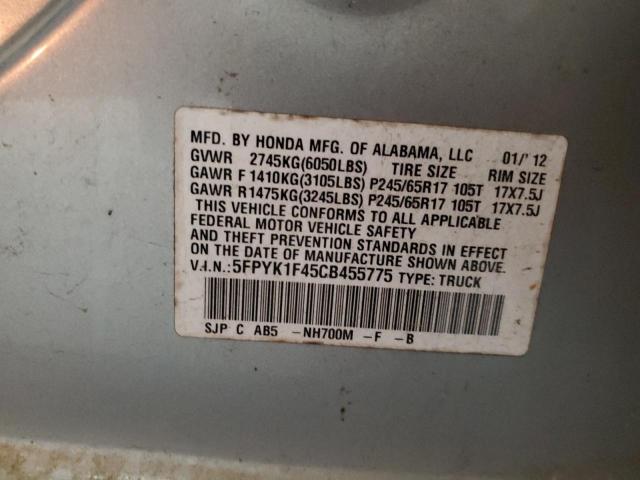 MFD. BY HONDA MFG. OF ALABAMA, LLC 01/'12
GVWR 2745KG(6050LBS) TIRE SIZE RIM SIZE
GAWR F 1410KG(3105LBS) P245/65R17 105T 17X7.5J
GAWR R1475KG(3245LBS) P245/65R17 105T 17X7.5J
THIS VEHICLE CONFORMS TO ALL APPLICABLE
FEDERAL MOTOR VEHICLE SAFETY
AND THEFT PREVENTION STANDARDS IN EFFECT
ON THE DATE OF MANUFACTURE SHOWN ABOVE.
V.I.N.:5FPYK1F45CB455775 TYPE: TRUCK
SJP C AB5 -NH700M -F -B